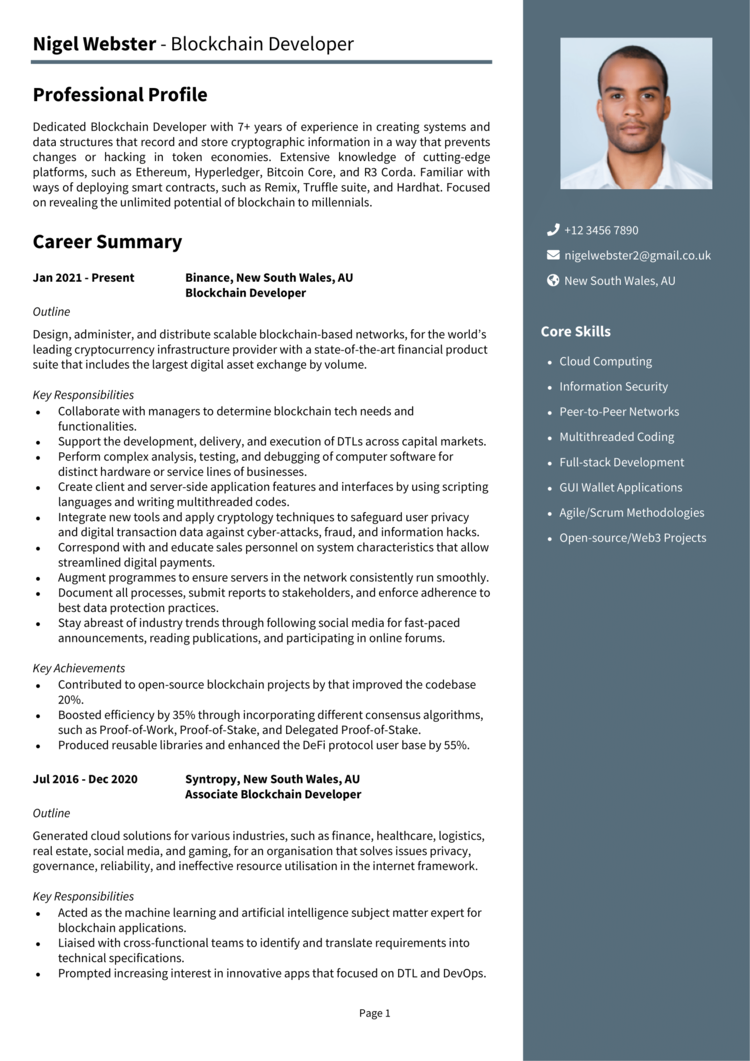 Nigel Webster - Blockchain Developer
Professional Profile
Dedicated Blockchain Developer with 7+ years of experience in creating systems and
data structures that record and store cryptographic information in a way that prevents
changes or hacking in token economies. Extensive knowledge of cutting-edge
platforms, such as Ethereum, Hyperledger, Bitcoin Core, and R3 Corda. Familiar with
ways of deploying smart contracts, such as Remix, Truffle suite, and Hardhat. Focused
on revealing the unlimited potential of blockchain to millennials.
Career Summary
Jan 2021 - Present Binance, New South Wales, AU
Blockchain Developer
Outline
Design, administer, and distribute scalable blockchain-based networks, for the world's
leading cryptocurrency infrastructure provider with a state-of-the-art financial product
suite that includes the largest digital asset exchange by volume.
Key Responsibilities
• Collaborate with managers to determine blockchain tech needs and
functionalities.
• Support the development, delivery, and execution of DTLs across capital markets.
• Perform complex analysis, testing, and debugging of computer software for
distinct hardware or service lines of businesses.
• Create client and server-side application features and interfaces by using scripting
languages and writing multithreaded codes.
• Integrate new tools and apply cryptology techniques to safeguard user privacy
and digital transaction data against cyber-attacks, fraud, and information hacks.
• Correspond with and educate sales personnel on system characteristics that allow
streamlined digital payments.
• Augment programmes to ensure servers in the network consistently run smoothly.
• Document all processes, submit reports to stakeholders, and enforce adherence to
best data protection practices.
• Stay abreast of industry trends through following social media for fast-paced
announcements, reading publications, and participating in online forums.
Key Achievements
• Contributed to open-source blockchain projects by that improved the codebase
20%.
• Boosted efficiency by 35% through incorporating different consensus algorithms,
such as Proof-of-Work, Proof-of-Stake, and Delegated Proof-of-Stake.
• Produced reusable libraries and enhanced the DeFi protocol user base by 55%.
Jul 2016 - Dec 2020 Syntropy, New South Wales, AU
Associate Blockchain Developer
Outline
Generated cloud solutions for various industries, such as finance, healthcare, logistics,
real estate, social media, and gaming, for an organisation that solves issues privacy,
governance, reliability, and ineffective resource utilisation in the internet framework.
Key Responsibilities
• Acted as the machine learning and artificial intelligence subject matter expert for
blockchain applications.
• Liaised with cross-functional teams to identify and translate requirements into
technical specifications.
• Prompted increasing interest in innovative apps that focused on DTL and DevOps.
Page 1
+12 3456 7890
nigelwebster2@gmail.co.uk
New South Wales, AU
Core Skills
• Cloud Computing
• Information Security
• Peer-to-Peer Networks
• Multithreaded Coding
• Full-stack Development
• GUI Wallet Applications
• Agile/Scrum Methodologies
• Open-source/Web3 Projects